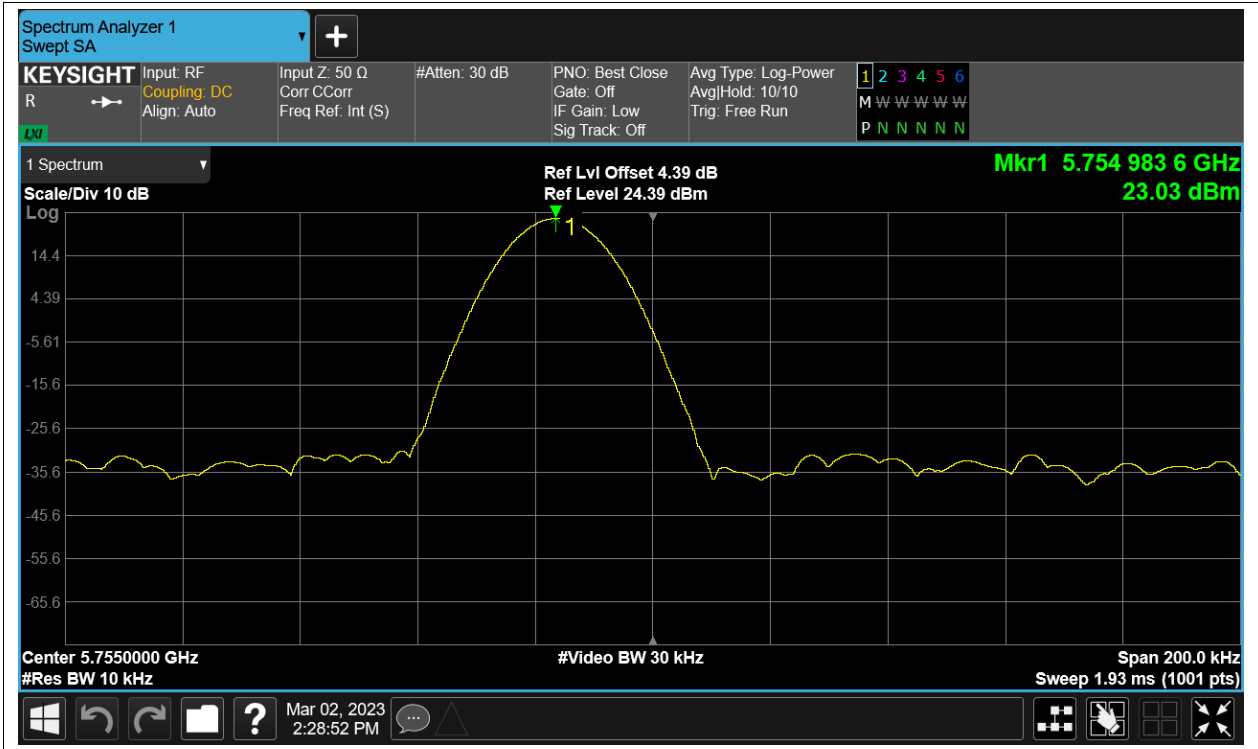 Spectrum Analyzer 1
Swept SA
KEYSIGHT
R
LXI
Input: RF
Coupling: DC
Align: Auto
Input Z: 50 Ω
Corr CCorr
Freq Ref: Int (S)
#Atten: 30 dB
PNO: Best Close
Gate: Off
IF Gain: Low
Sig Track: Off
Avg Type: Log-Power
Avg|Hold: 10/10
Trig: Free Run
1 2 3 4 5 6
M W W W W W
P N N N N N
1 Spectrum
Scale/Div 10 dB
Log
Ref Lvl Offset 4.39 dB
Ref Level 24.39 dBm
Mkr1 5.754 983 6 GHz
23.03 dBm
1
14.4
4.39
-5.61
-15.6
-25.6
-35.6
-45.6
-55.6
-65.6
Center 5.7550000 GHz
#Res BW 10 kHz
#Video BW 30 kHz
Span 200.0 kHz
Sweep 1.93 ms (1001 pts)
?
Mar 02, 2023
2:28:52 PM